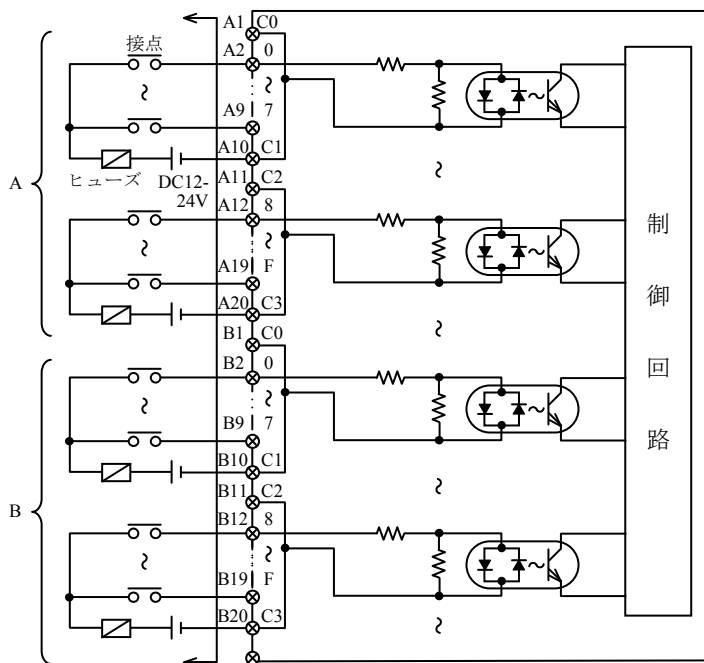 A1 C0
接点
A2 0
A9 7
A10 C1
ヒューズ
DC12-
24V
A11 C2
A
A12 8
A19 F
A20 C3
B1 C0
B2 0
B9 7
B10 C1
B11 C2
B
B12 8
B19 F
B20 C3
制
御
回
路